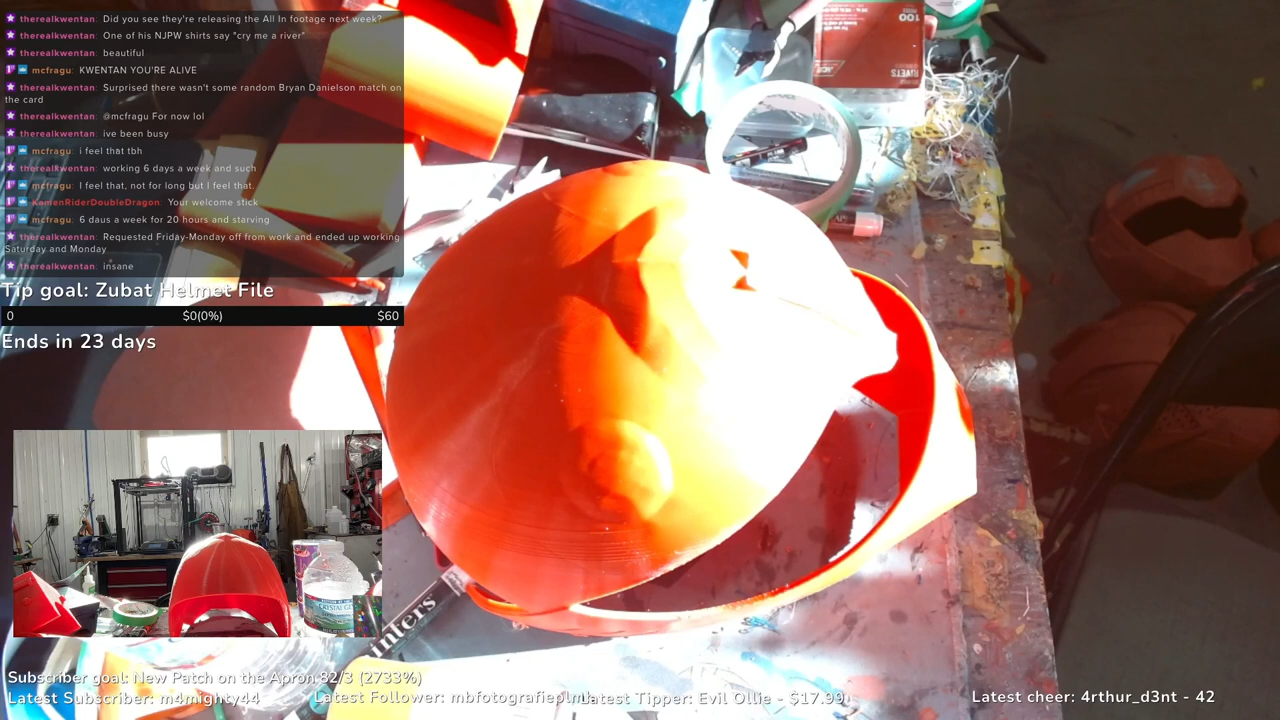 therealkwentan: Did you see they're releasing the All In footage next week?
therealkwentan: One of his NJPW shirts say "cry me a river"
therealkwentan: beautiful
mcfragu: KWENTAN YOU'RE ALIVE
therealkwentan: Surprised there wasn't some random Bryan Danielson match on
the card
therealkwentan: @mcfragu For now lol
therealkwentan: ive been busy
mcfragu: i feel that tbh
therealkwentan: working 6 days a week and such
mcfragu: I feel that, not for long but I feel that.
KamenRiderDoubleDragon: Your welcome stick
mcfragu: 6 daus a week for 20 hours and starving
therealkwentan: Requested Friday-Monday off from work and ended up working
Saturday and Monday
therealkwentan: insane
Tip goal: Zubat Helmet File
0 $0(0%) $60
Ends in 23 days
100
RIVETS
ACE
CRYSTAL GEYSER
inters
Subscriber goal: New Patch on the Apron 82/3 (2733%)
Latest Subscriber: m4mighty44
Latest Follower: mbfotografieplm
Latest Tipper: Evil Ollie - $17.99
Latest cheer: 4rthur_d3nt - 42